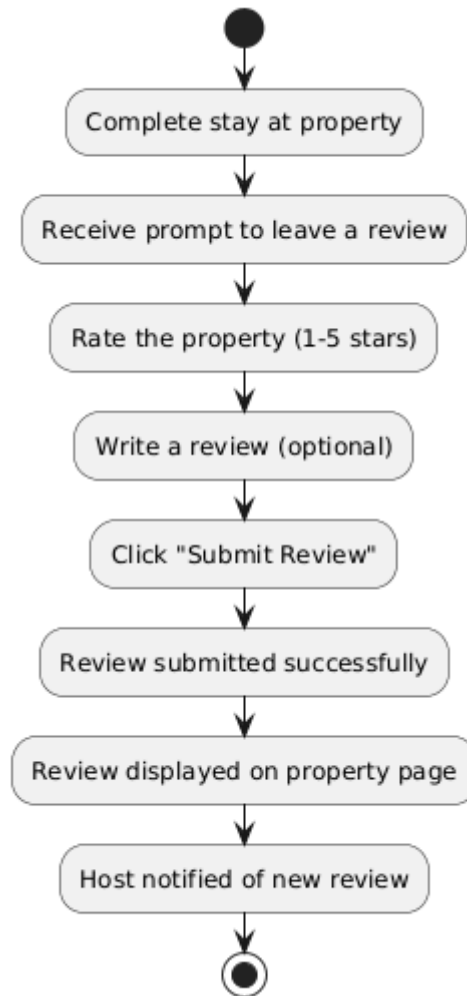 Complete stay at property
Receive prompt to leave a review
Rate the property (1-5 stars)
Write a review (optional)
Click "Submit Review"
Review submitted successfully
Review displayed on property page
Host notified of new review